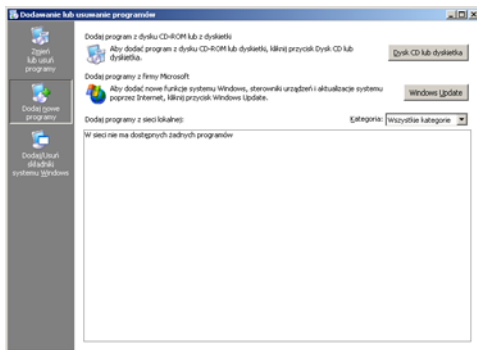 Dodawanie lub usuwanie programów
Zmień
lub usuń
programy
Dodaj nowe
programy
Dodaj/Usuń
składniki
systemu Windows
Dodaj program z dysku CD-ROM lub z dyskietki
Aby dodać program z dysku CD-ROM lub dyskietki, kliknij przycisk Dysk CD lub
dyskietka.
Dysk CD lub dyskietka
Dodaj programy z firmy Microsoft
Aby dodać nowe funkcje systemu Windows, sterowniki urządzeń i aktualizacje systemu
poprzez Internet, kliknij przycisk Windows Update.
Windows Update
Dodaj programy z sieci lokalnej:
Kategoria: Wszystkie kategorie
W sieci nie ma dostępnych żadnych programów